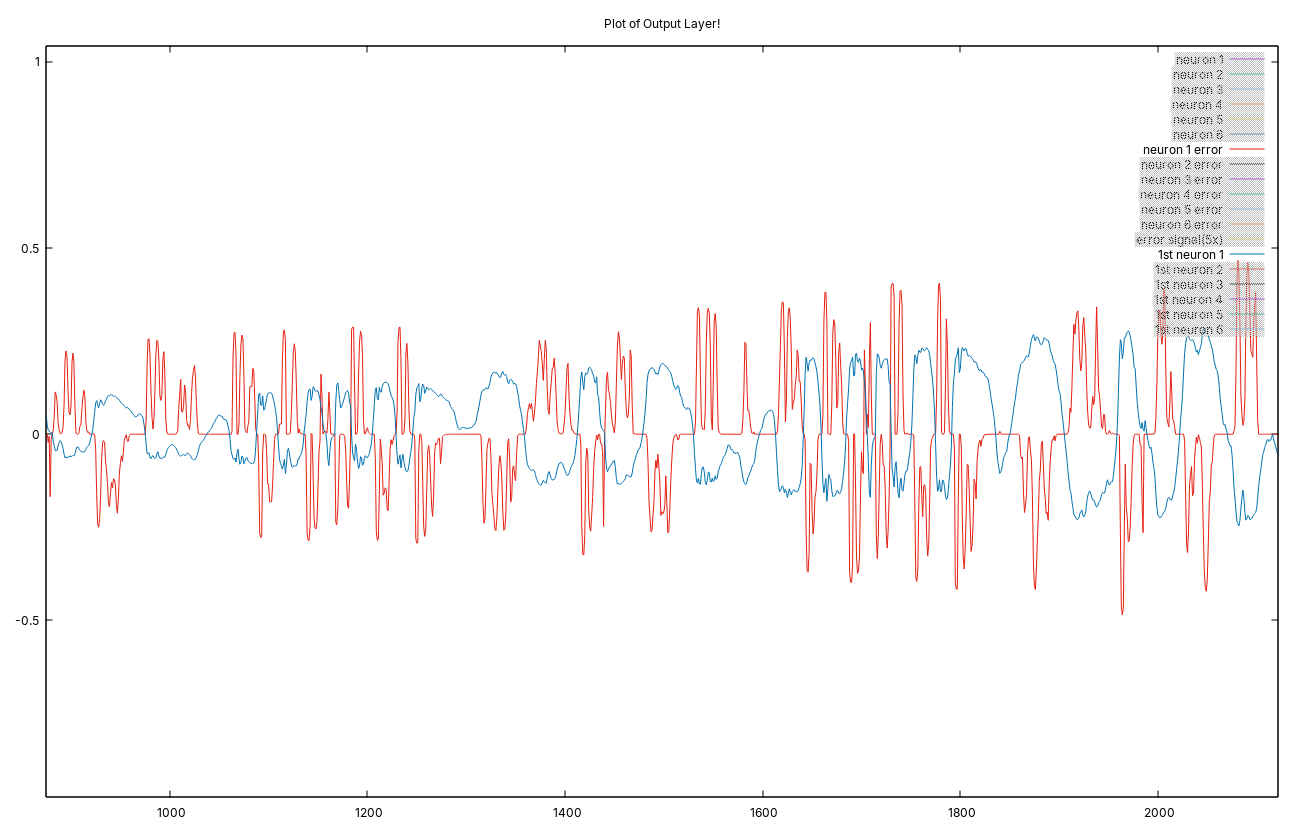 Plot of Output Layer!
1
0.5
0
-0.5
neuron 1
neuron 2
neuron 3
neuron 4
neuron 5
neuron 6
neuron 1 error
neuron 2 error
neuron 3 error
neuron 4 error
neuron 5 error
neuron 6 error
error signal(5x)
1st neuron 1
1st neuron 2
1st neuron 3
1st neuron 4
1st neuron 5
1st neuron 6
1000 1200 1400 1600 1800 2000